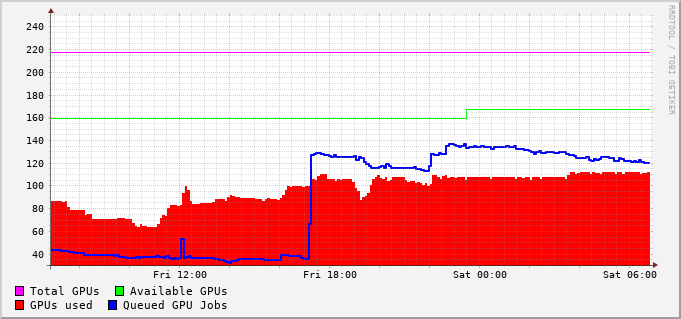 RRDTOOL / TOBI OETIKER
240
220
200
180
160
140
120
100
80
60
40
Fri 12:00 Fri 18:00 Sat 00:00 Sat 06:00
Total GPUs Available GPUs
GPUs used Queued GPU Jobs